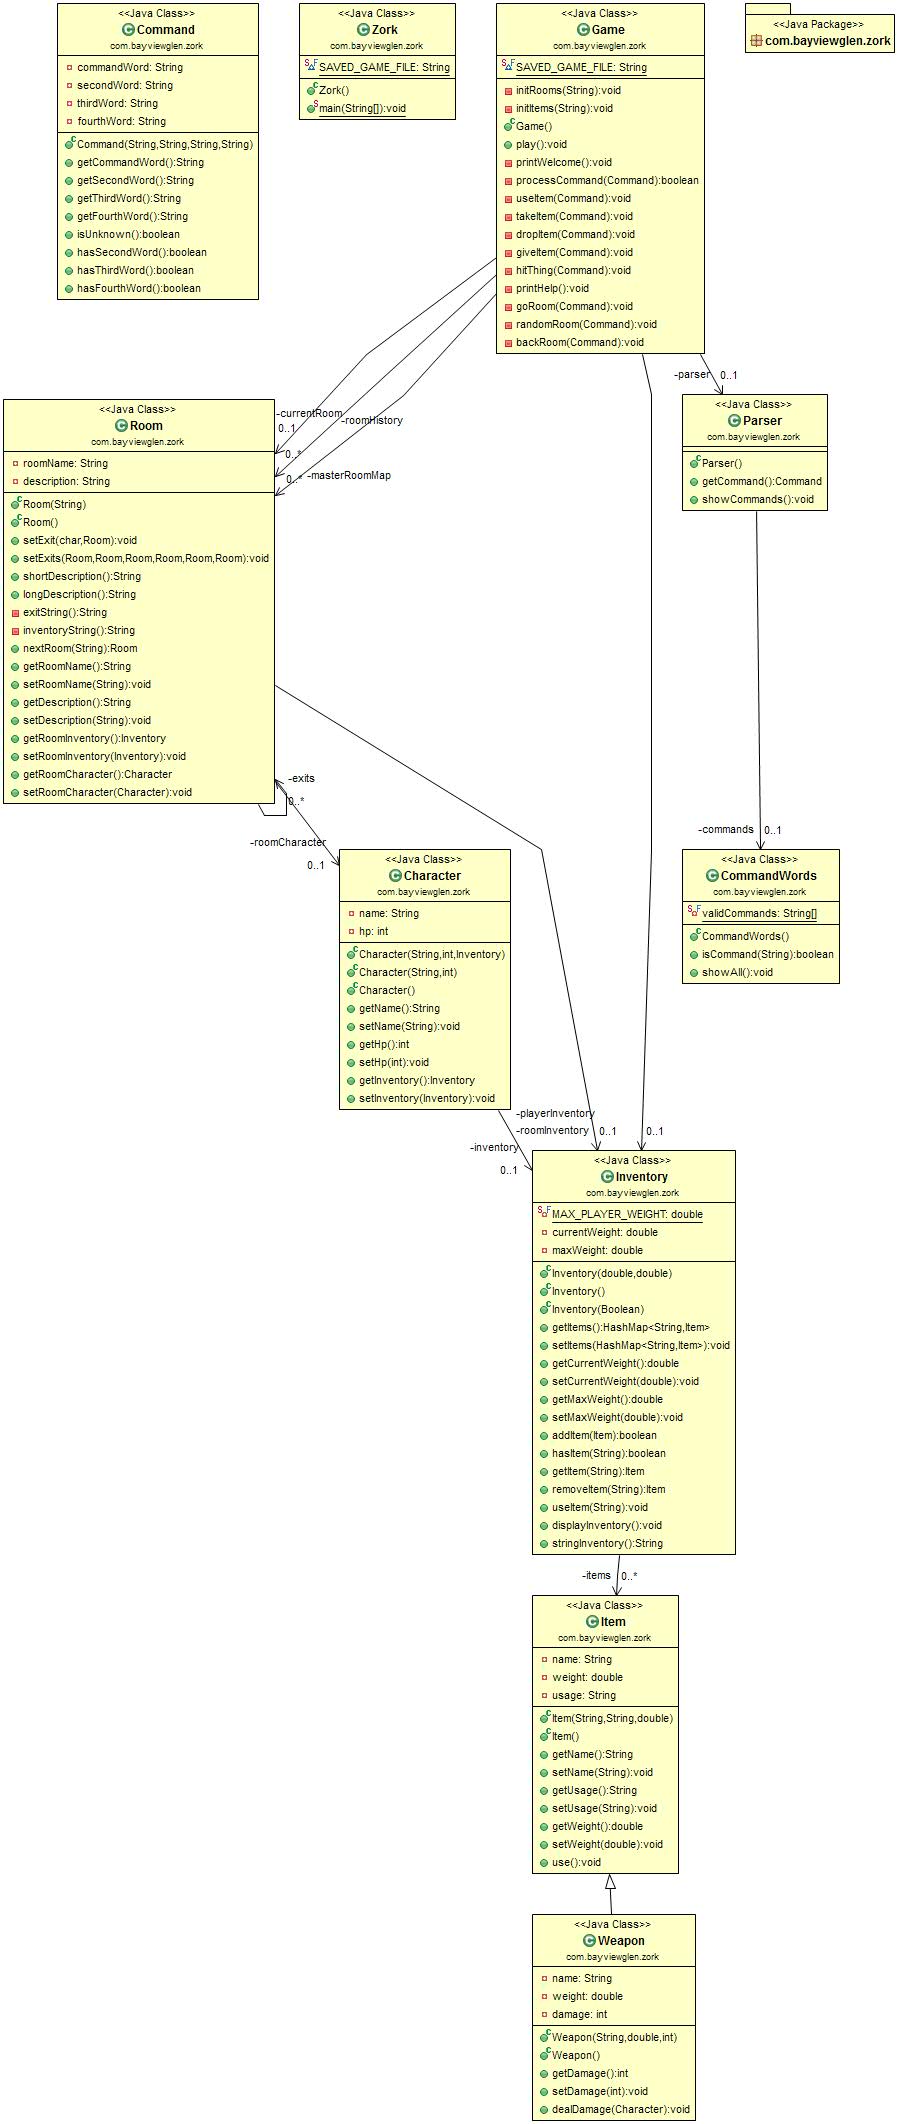 <<Java Class>>
Command
com.bayviewglen.zork
commandWord: String
secondWord: String
thirdWord: String
fourthWord: String
Command(String,String,String,String)
getCommandWord():String
getSecondWord():String
getThirdWord():String
getFourthWord():String
isUnknown():boolean
hasSecondWord():boolean
hasThirdWord():boolean
hasFourthWord():boolean
<<Java Class>>
Zork
com.bayviewglen.zork
SAVED_GAME_FILE: String
Zork()
main(String[]):void
<<Java Class>>
Game
com.bayviewglen.zork
SAVED_GAME_FILE: String
initRooms(String):void
initItems(String):void
Game()
play():void
printWelcome():void
processCommand(Command):boolean
useItem(Command):void
takeItem(Command):void
dropItem(Command):void
giveItem(Command):void
hitThing(Command):void
printHelp():void
goRoom(Command):void
randomRoom(Command):void
backRoom(Command):void
<<Java Package>>
com.bayviewglen.zork
-parser
0..1
-currentRoom
0..1
-roomHistory
0..*
-masterRoomMap
0..*
<<Java Class>>
Room
com.bayviewglen.zork
roomName: String
description: String
Room(String)
Room()
setExit(char,Room):void
setExits(Room,Room,Room,Room,Room,Room):void
shortDescription():String
longDescription():String
exitString():String
inventoryString():String
nextRoom(String):Room
getRoomName():String
setRoomName(String):void
getDescription():String
setDescription(String):void
getRoomInventory():Inventory
setRoomInventory(Inventory):void
getRoomCharacter():Character
setRoomCharacter(Character):void
<<Java Class>>
Parser
com.bayviewglen.zork
Parser()
getCommand():Command
showCommands():void
-exits
0..*
-roomCharacter
0..1
-commands
0..1
<<Java Class>>
Character
com.bayviewglen.zork
name: String
hp: int
Character(String,int,Inventory)
Character(String,int)
Character()
getName():String
setName(String):void
getHp():int
setHp(int):void
getInventory():Inventory
setInventory(Inventory):void
<<Java Class>>
CommandWords
com.bayviewglen.zork
validCommands: String[]
CommandWords()
isCommand(String):boolean
showAll():void
-playerInventory
0..1
-roomInventory
0..1
-inventory
0..1
<<Java Class>>
Inventory
com.bayviewglen.zork
MAX_PLAYER_WEIGHT: double
currentWeight: double
maxWeight: double
Inventory(double,double)
Inventory()
Inventory(Boolean)
getItems():HashMap<String,Item>
setItems(HashMap<String,Item>):void
getCurrentWeight():double
setCurrentWeight(double):void
getMaxWeight():double
setMaxWeight(double):void
addItem(Item):boolean
hasItem(String):boolean
getItem(String):Item
removeItem(String):Item
useItem(String):void
displayInventory():void
stringInventory():String
-items
0..*
<<Java Class>>
Item
com.bayviewglen.zork
name: String
weight: double
usage: String
Item(String,String,double)
Item()
getName():String
setName(String):void
getUsage():String
setUsage(String):void
getWeight():double
setWeight(double):void
use():void
<<Java Class>>
Weapon
com.bayviewglen.zork
name: String
weight: double
damage: int
Weapon(String,double,int)
Weapon()
getDamage():int
setDamage(int):void
dealDamage(Character):void